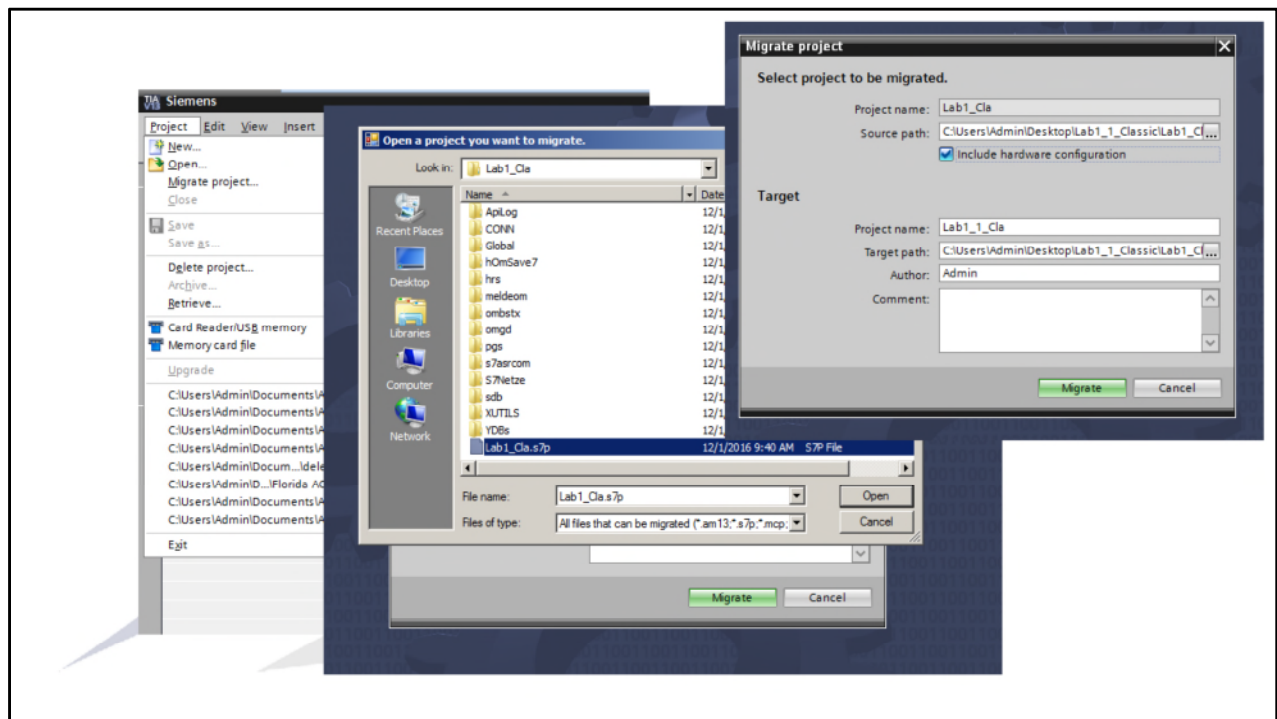 Siemens
Project Edit View Insert
New...
Open...
Migrate project...
Close
Save
Save as...
Delete project...
Archive...
Retrieve...
Card Reader/USB memory
Memory card file
Upgrade
C:\Users\Admin\Documents\A
C:\Users\Admin\Documents\A
C:\Users\Admin\Documents\A
C:\Users\Admin\Documents\A
C:\Users\Admin\Docum...\dele
C:\Users\Admin\D...\Florida AC
C:\Users\Admin\Documents\A
C:\Users\Admin\Documents\A
Exit
Open a project you want to migrate.
Look in: Lab1_Cla
Name Date
Recent Places
Desktop
Libraries
Computer
Network
ApiLog 12/1
CONN 12/1
Global 12/1
hOmSave7 12/1
hrs 12/1
meldeom 12/1
ombstx 12/1
omgd 12/1
pgs 12/1
s7asrcom 12/1
S7Netze 12/1
sdb 12/1
XUTILS 12/1
YDBs 12/1
Lab1_Cla.s7p 12/1/2016 9:40 AM S7P File
File name: Lab1_Cla.s7p Open
Files of type: All files that can be migrated (*.am13;*.s7p;*.mcp; Cancel
Migrate Cancel
Migrate project
Select project to be migrated.
Project name: Lab1_Cla
Source path: C:\Users\Admin\Desktop\Lab1_1_Classic\Lab1_Cl ...
Include hardware configuration
Target
Project name: Lab1_1_Cla
Target path: C:\Users\Admin\Desktop\Lab1_1_Classic\Lab1_Cl ...
Author: Admin
Comment:
Migrate Cancel